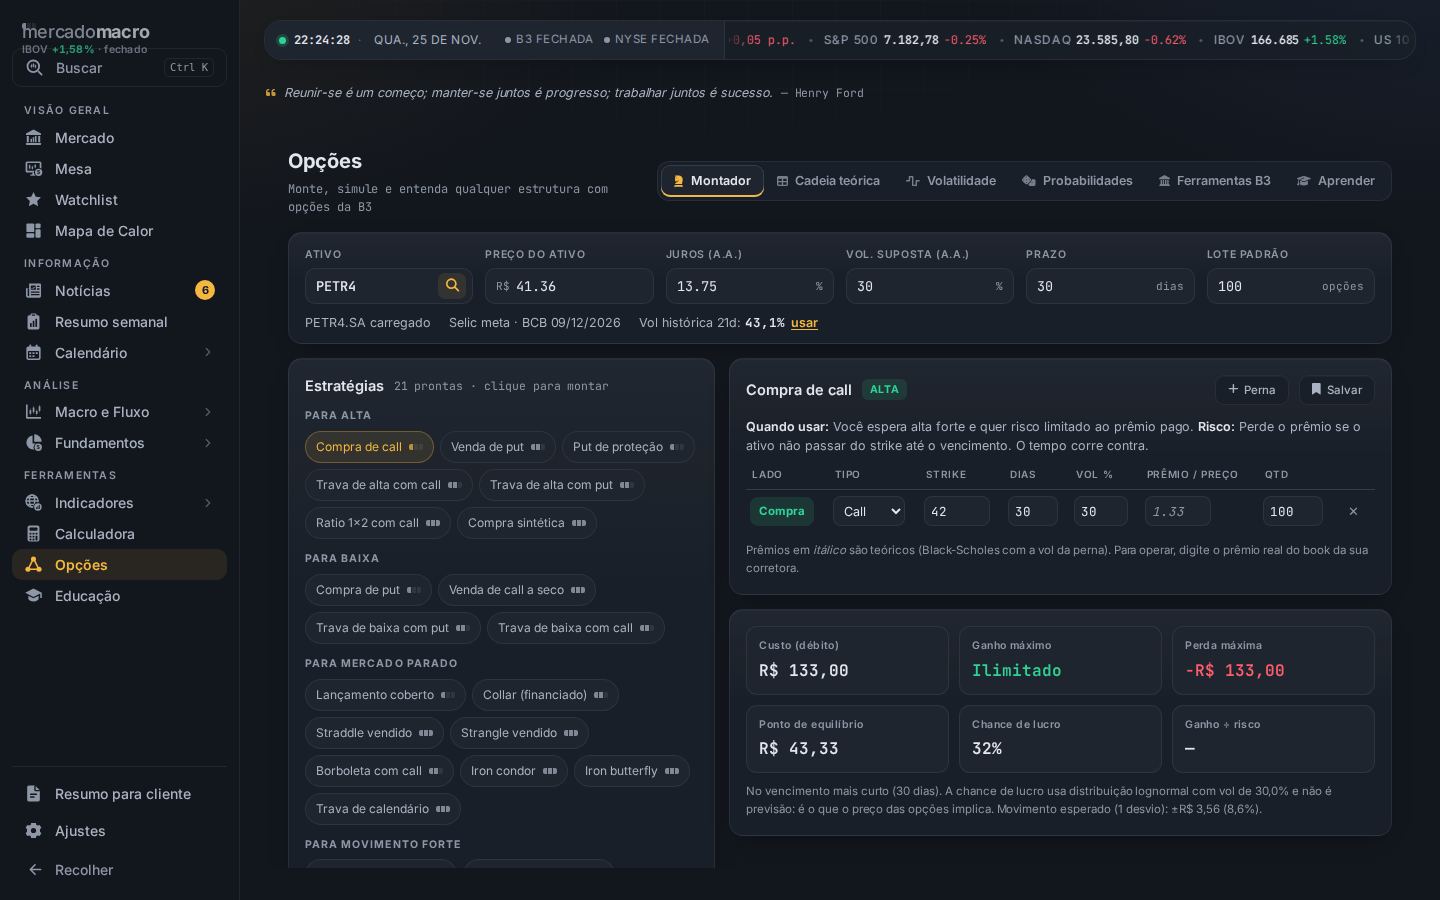 mercadomacro
IBOV +1,58% · fechado
Buscar Ctrl K
VISÃO GERAL
Mercado
Mesa
Watchlist
Mapa de Calor
INFORMAÇÃO
Notícias 6
Resumo semanal
Calendário
ANÁLISE
Macro e Fluxo
Fundamentos
FERRAMENTAS
Indicadores
Calculadora
Opções
Educação
Resumo para cliente
Ajustes
Recolher
22:24:28 · QUA., 25 DE NOV. B3 FECHADA NYSE FECHADA 0,05 p.p. · S&P 500 7.182,78 -0.25% · NASDAQ 23.585,80 -0.62% · IBOV 166.685 +1.58% · US 10
“ Reunir-se é um começo; manter-se juntos é progresso; trabalhar juntos é sucesso. — Henry Ford
Opções
Monte, simule e entenda qualquer estrutura com
opções da B3
Montador Cadeia teórica Volatilidade Probabilidades Ferramentas B3 Aprender
ATIVO PREÇO DO ATIVO JUROS (A.A.) VOL. SUPOSTA (A.A.) PRAZO LOTE PADRÃO
PETR4 R$ 41.36 13.75 % 30 % 30 dias 100 opções
PETR4.SA carregado Selic meta · BCB 09/12/2026 Vol histórica 21d: 43,1% usar
Estratégias 21 prontas · clique para montar
PARA ALTA
Compra de call Venda de put Put de proteção
Trava de alta com call Trava de alta com put
Ratio 1×2 com call Compra sintética
PARA BAIXA
Compra de put Venda de call a seco
Trava de baixa com put Trava de baixa com call
PARA MERCADO PARADO
Lançamento coberto Collar (financiado)
Straddle vendido Strangle vendido
Borboleta com call Iron condor Iron butterfly
Trava de calendário
PARA MOVIMENTO FORTE
Compra de call ALTA + Perna Salvar
Quando usar: Você espera alta forte e quer risco limitado ao prêmio pago. Risco: Perde o prêmio se o
ativo não passar do strike até o vencimento. O tempo corre contra.
LADO TIPO STRIKE DIAS VOL % PRÊMIO / PREÇO QTD
Compra Call 42 30 30 1.33 100 ×
Prêmios em itálico são teóricos (Black-Scholes com a vol da perna). Para operar, digite o prêmio real do book da sua
corretora.
Custo (débito) Ganho máximo Perda máxima
R$ 133,00 Ilimitado -R$ 133,00
Ponto de equilíbrio Chance de lucro Ganho ÷ risco
R$ 43,33 32% —
No vencimento mais curto (30 dias). A chance de lucro usa distribuição lognormal com vol de 30,0% e não é
previsão: é o que o preço das opções implica. Movimento esperado (1 desvio): ±R$ 3,56 (8,6%).